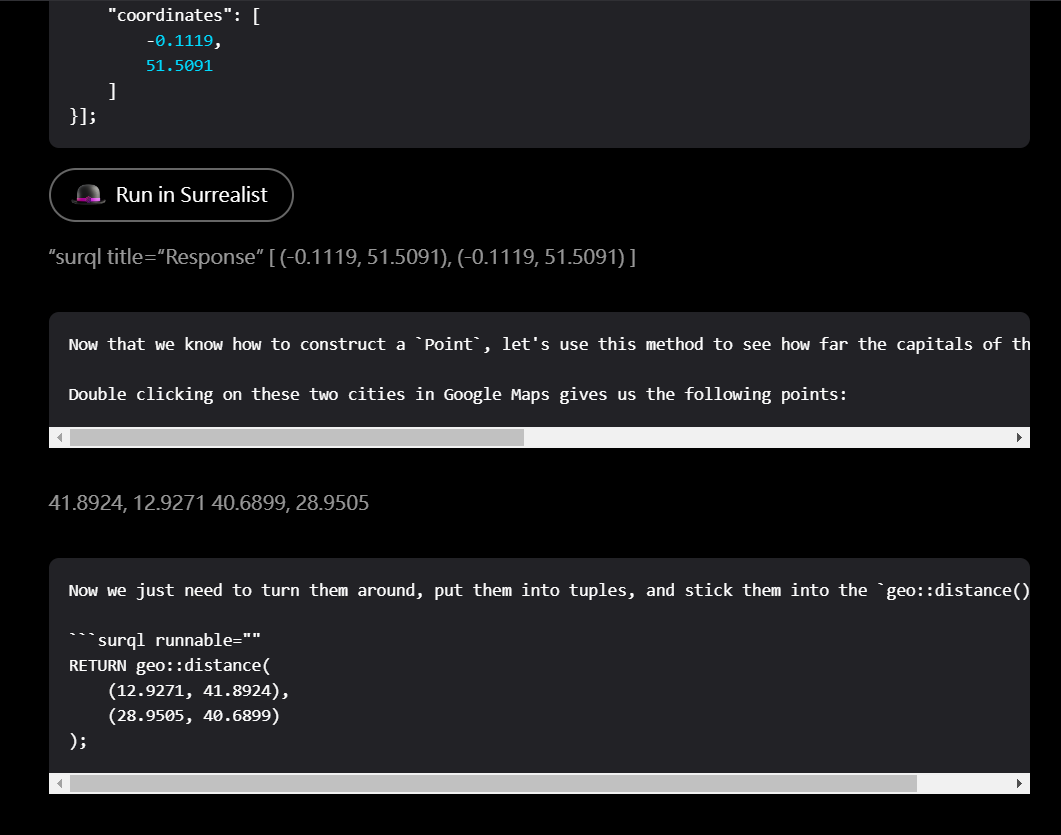 "coordinates": [
-0.1119,
51.5091
]
}];
Run in Surrealist
“surql title=“Response” [ (-0.1119, 51.5091), (-0.1119, 51.5091) ]
Now that we know how to construct a `Point`, let's use this method to see how far the capitals of th
Double clicking on these two cities in Google Maps gives us the following points:
41.8924, 12.9271 40.6899, 28.9505
Now we just need to turn them around, put them into tuples, and stick them into the `geo::distance()
```surql runnable=""
RETURN geo::distance(
(12.9271, 41.8924),
(28.9505, 40.6899)
);